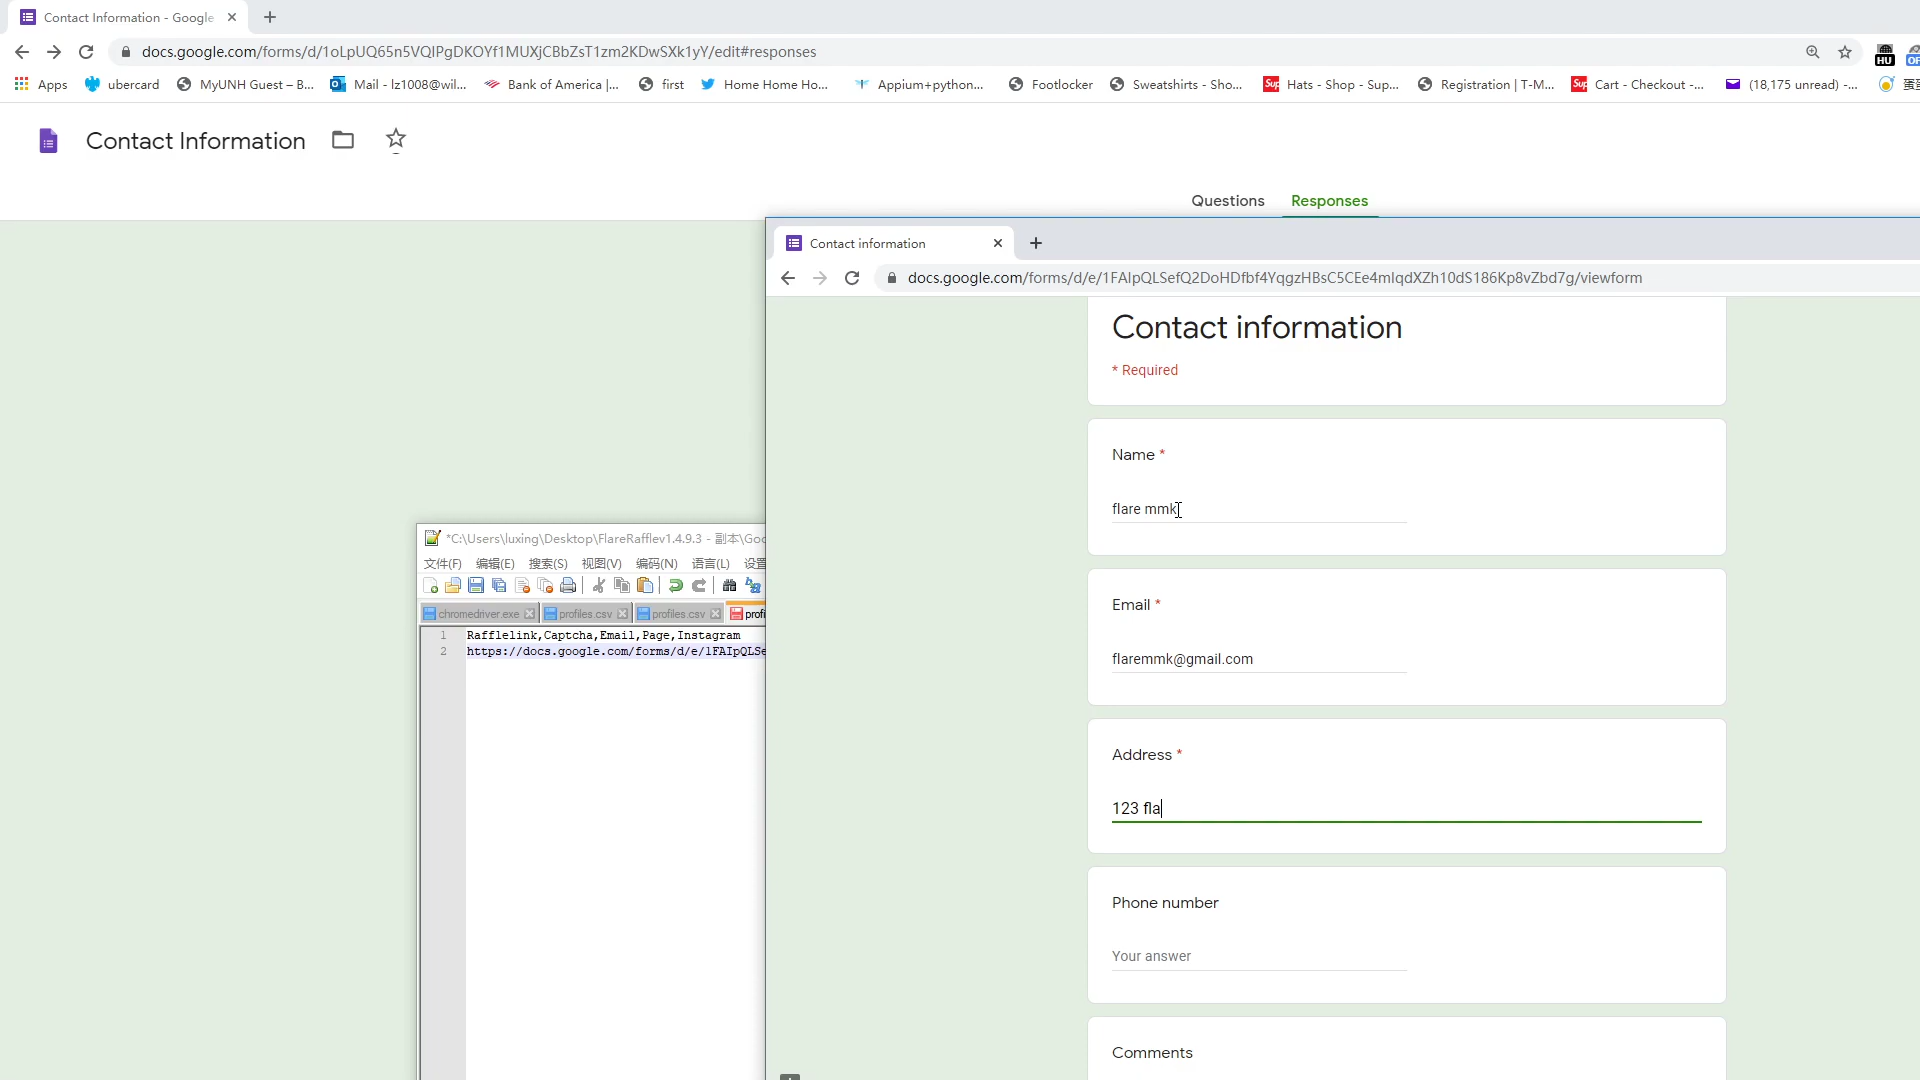 Contact Information - Google
docs.google.com/forms/d/1oLpUQ65n5VQIPgDKOYf1MUXjCBbZsT1zm2KDwSXk1yY/edit#responses
HU
OF
Apps
ubercard
MyUNH Guest – B...
Mail - lz1008@wil...
Bank of America |...
first
Home Home Ho...
Appium+python...
Footlocker
Sweatshirts - Sho...
Sup
Hats - Shop - Sup...
Registration | T-M...
Sup
Cart - Checkout -...
(18,175 unread) -...
Contact Information
Questions
Responses
Contact information
docs.google.com/forms/d/e/1FAIpQLSefQ2DoHDfbf4YqgzHBsC5CEe4mlqdXZh10dS186Kp8vZbd7g/viewform
Contact information
* Required
Name *
flare mmk
Email *
flaremmk@gmail.com
Address *
123 fla
Phone number
Your answer
Comments
*C:\Users\luxing\Desktop\FlareRafflev1.4.9.3 - 副本\Goo
文件(F)
编辑(E)
搜索(S)
视图(V)
编码(N)
语言(L)
设置
chromedriver.exe
profiles.csv
profiles.csv
profi
1 Rafflelink,Captcha,Email,Page,Instagram
2 https://docs.google.com/forms/d/e/1FAIpQLSe